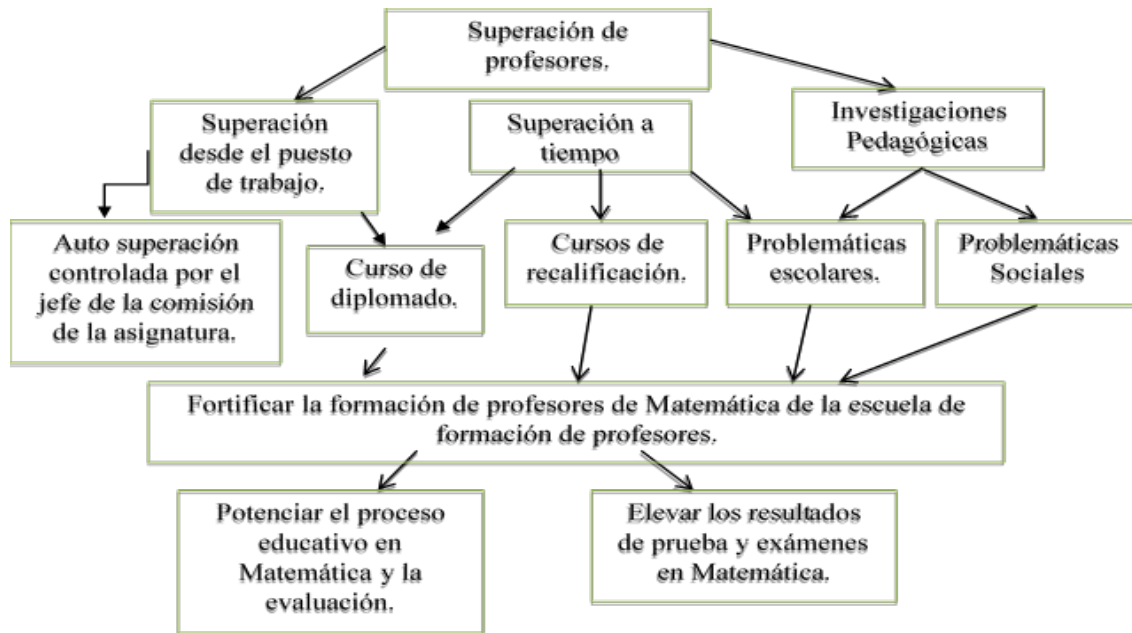 Superación de
profesores.
Superación
desde el puesto
de trabajo.
Superación a
tiempo
Investigaciones
Pedagógicas
Auto superación
controlada por el
jefe de la comisión
de la asignatura.
Curso de
diplomado.
Cursos de
recalificación.
Problemáticas
escolares.
Problemáticas
Sociales
Fortificar la formación de profesores de Matemática de la escuela de
formación de profesores.
Potenciar el proceso
educativo en
Matemática y la
evaluación.
Elevar los resultados
de prueba y exámenes
en Matemática.